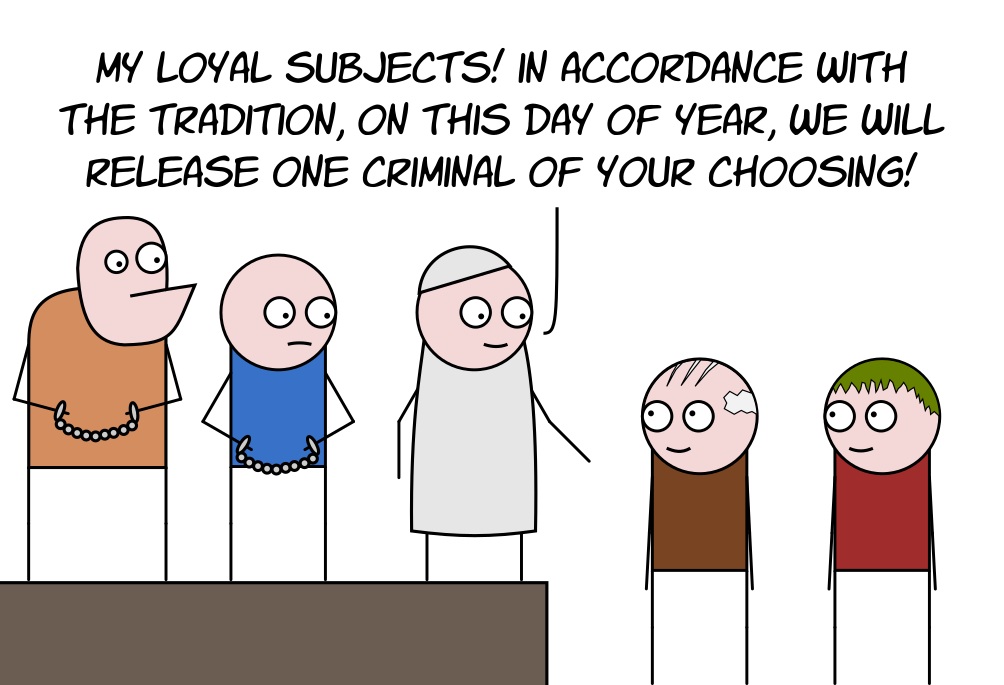 MY LOYAL SUBJECTS! IN ACCORDANCE WITH
THE TRADITION, ON THIS DAY OF YEAR, WE WILL
RELEASE ONE CRIMINAL OF YOUR CHOOSING!